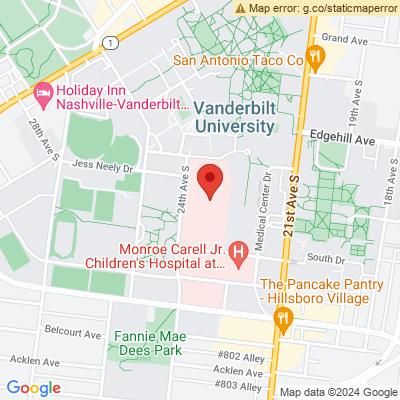 Map error: g.co/staticmaperror
Grand Ave
1
San Antonio Taco Co
Holiday Inn
Nashville-Vanderbilt...
Vanderbilt
University
19th Ave S
28th Ave S
Edgehill Ave
Jess Neely Dr
24th Ave S
18th Ave S
Medical Center Dr
21st Ave S
Monroe Carell Jr.
Children's Hospital at...
H
South Dr
The Pancake Pantry
- Hillsboro Village
Belcourt Ave
Fannie Mae
Dees Park
Acklen Ave
#802 Alley
Acklen Ave
#803 Alley
Google
Map data ©2024 Google